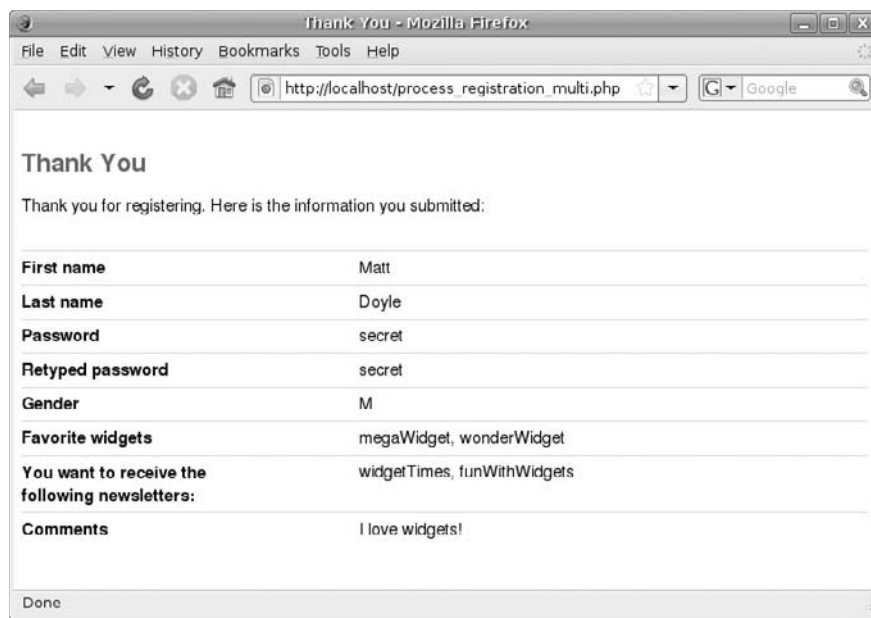 Thank You - Mozilla Firefox
File Edit View History Bookmarks Tools Help
http://localhost/process_registration_multi.php
G Google
Thank You
Thank you for registering. Here is the information you submitted:
First name Matt
Last name Doyle
Password secret
Retyped password secret
Gender M
Favorite widgets megaWidget, wonderWidget
You want to receive the widgetTimes, funWithWidgets
following newsletters:
Comments I love widgets!
Done